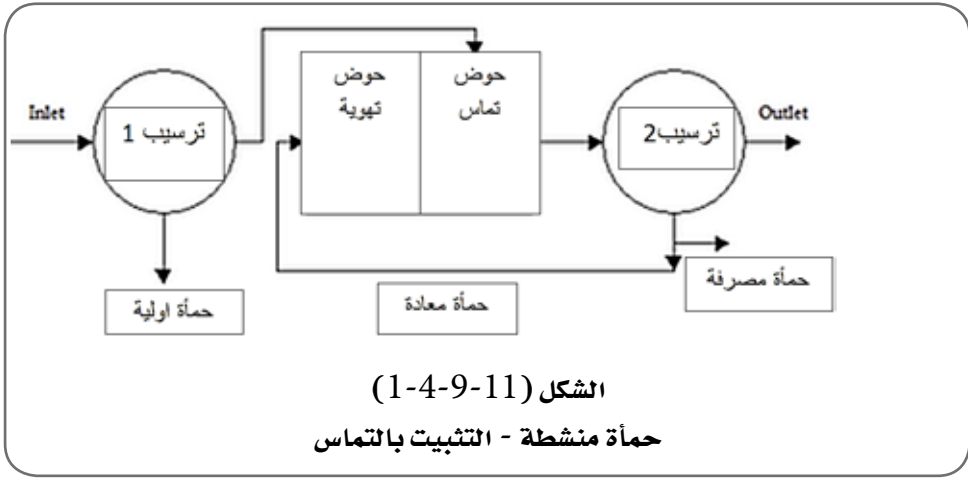 Inlet
ترسيب 1
حوض
تهوية
حوض
تماس
ترسيب2
Outlet
حمأة اولية
حمأة معادة
حمأة مصرفة
الشكل (11-9-4-1)
حمأة منشطة - التثبيت بالتماس